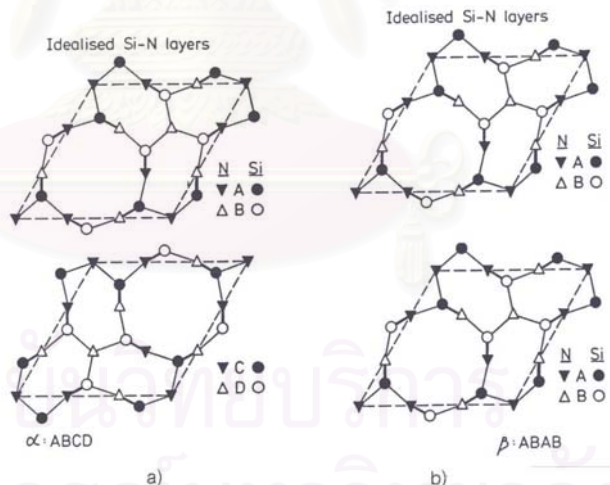 Idealised Si-N layers
N Si
▼ A ●
△ B ○
▼ C ●
△ D ○
α: ABCD
a)
Idealised Si-N layers
N Si
▼ A ●
△ B ○
N Si
▼ A ●
△ B ○
β: ABAB
b)